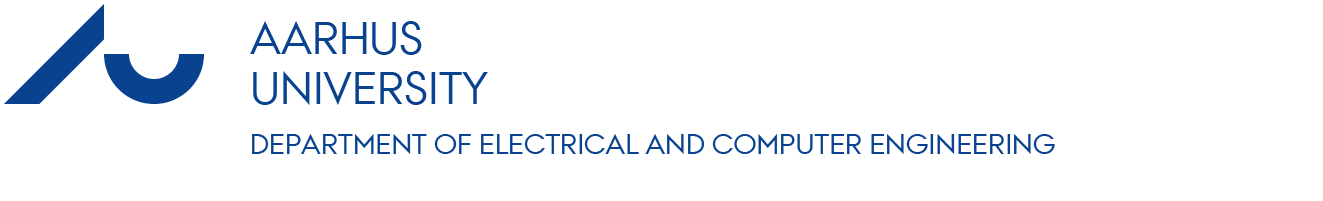 AARHUS
UNIVERSITY
DEPARTMENT OF ELECTRICAL AND COMPUTER ENGINEERING